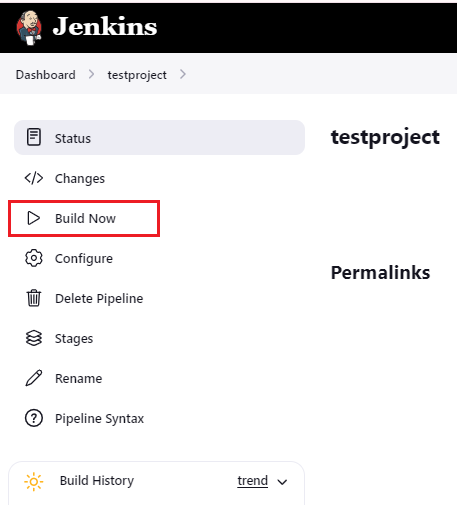 Jenkins
Dashboard > testproject >
Status
testproject
Changes
Build Now
Configure
Permalinks
Delete Pipeline
Stages
Rename
Pipeline Syntax
Build History trend